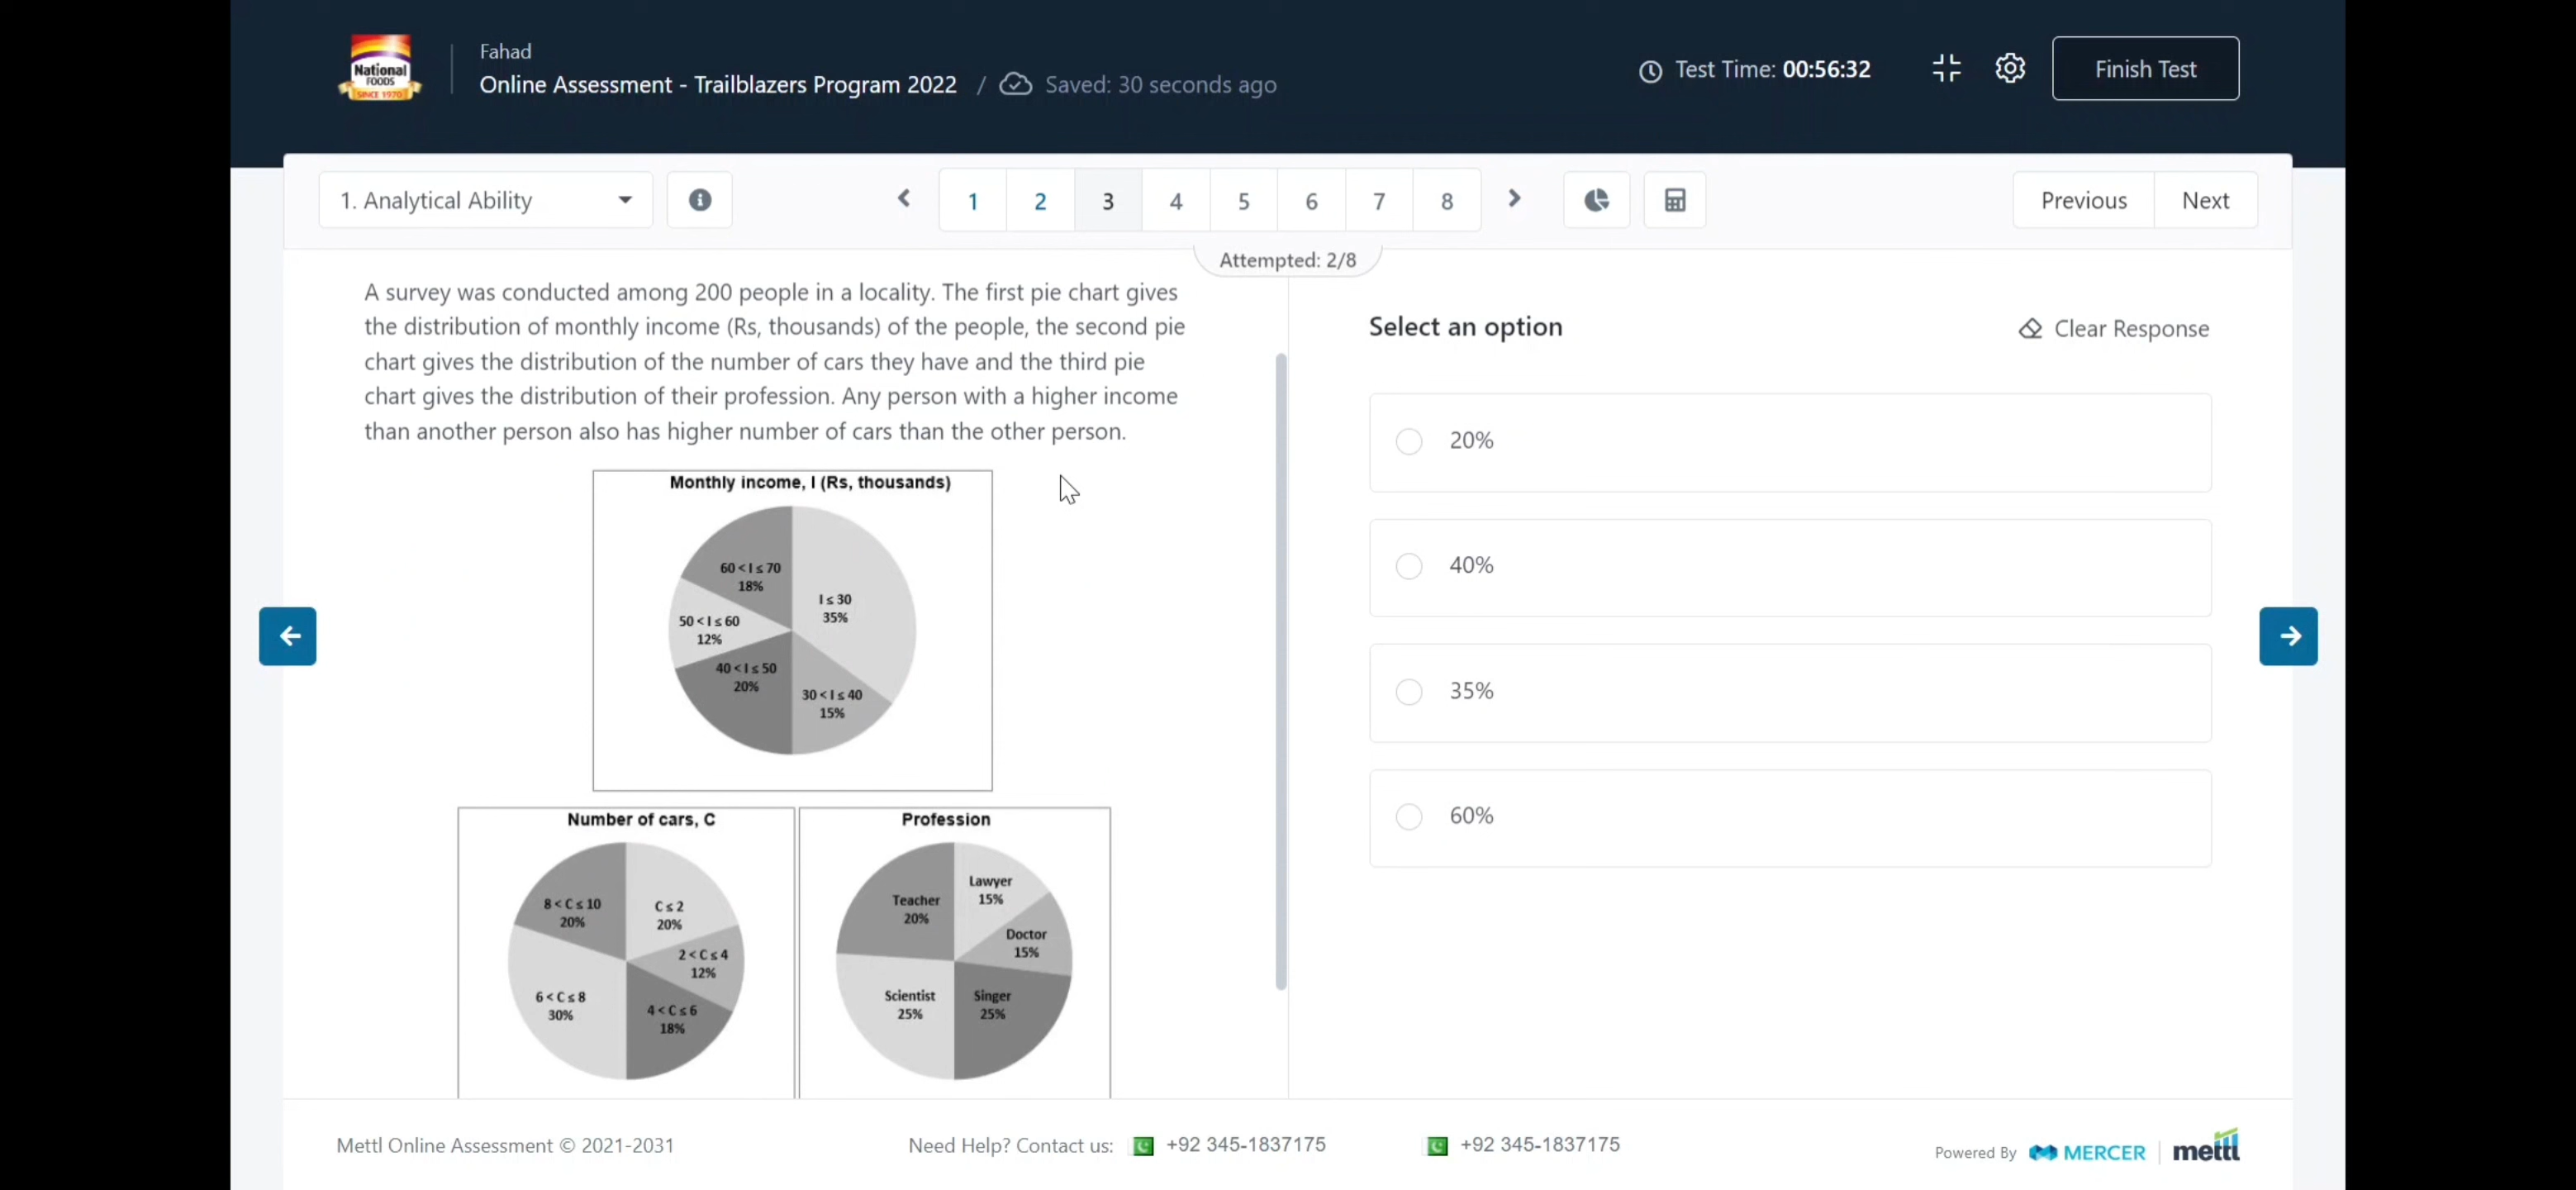 National
FOODS
SINCE 1970
Fahad
Online Assessment - Trailblazers Program 2022 / Saved: 30 seconds ago
Test Time: 00:56:32
Finish Test
1. Analytical Ability
1 2 3 4 5 6 7 8
Previous Next
Attempted: 2/8
A survey was conducted among 200 people in a locality. The first pie chart gives
the distribution of monthly income (Rs, thousands) of the people, the second pie
chart gives the distribution of the number of cars they have and the third pie
chart gives the distribution of their profession. Any person with a higher income
than another person also has higher number of cars than the other person.
Monthly income, I (Rs, thousands)
60 < I ≤ 70
18%
I ≤ 30
35%
50 < I ≤ 60
12%
40 < I ≤ 50
20%
30 < I ≤ 40
15%
Number of cars, C
8 < C ≤ 10
20%
C ≤ 2
20%
2 < C ≤ 4
12%
6 < C ≤ 8
30%
4 < C ≤ 6
18%
Profession
Teacher
20%
Lawyer
15%
Doctor
15%
Scientist
25%
Singer
25%
Select an option
Clear Response
20%
40%
35%
60%
Mettl Online Assessment © 2021-2031
Need Help? Contact us: +92 345-1837175
+92 345-1837175
Powered By MERCER | mettl